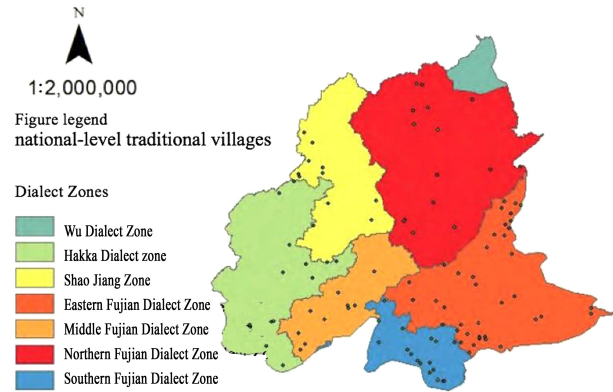 N
1:2,000,000
Figure legend
national-level traditional villages
Dialect Zones
Wu Dialect Zone
Hakka Dialect zone
Shao Jiang Zone
Eastern Fujian Dialect Zone
Middle Fujian Dialect Zone
Northern Fujian Dialect Zone
Southern Fujian Dialect Zone